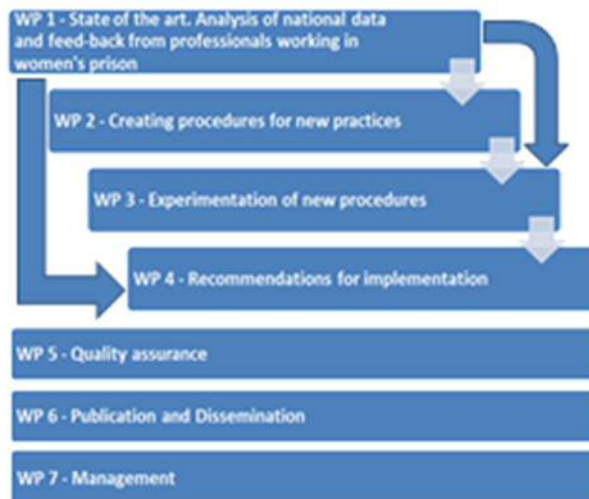 WP 1 - State of the art. Analysis of national data
and feed-back from professionals working in
women's prison
WP 2 - Creating procedures for new practices
WP 3 - Experimentation of new procedures
WP 4 - Recommendations for implementation
WP 5 - Quality assurance
WP 6 - Publication and Dissemination
WP 7 - Management